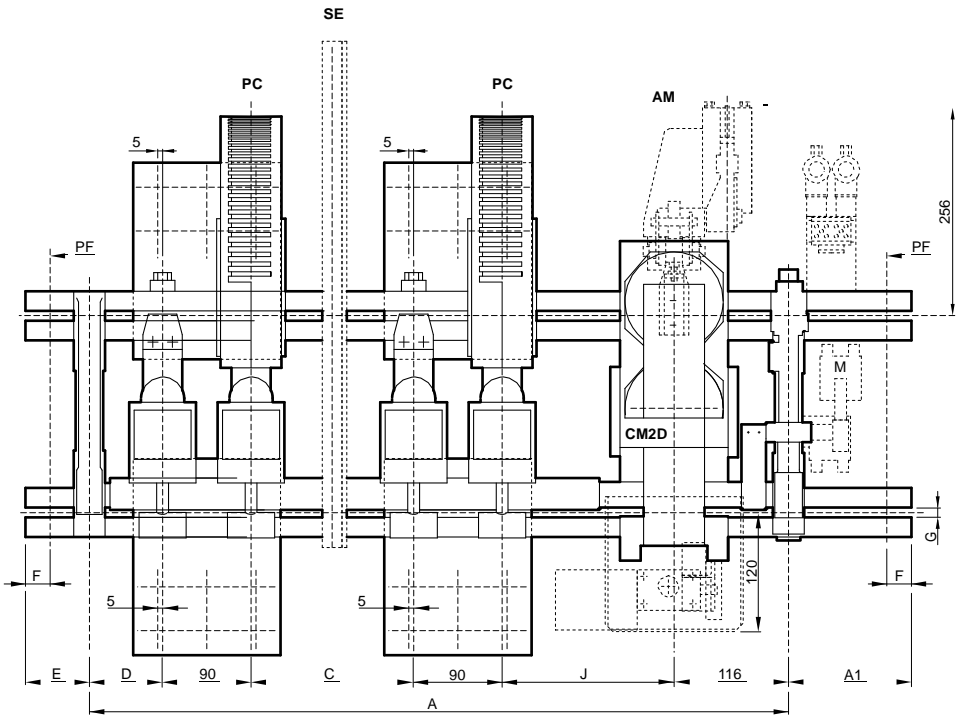 SE
PC PC
AM
5 5
256
PF PF
M
CM2D
G
F F
120
5 5
E D 90 C 90 J 116 A1
A